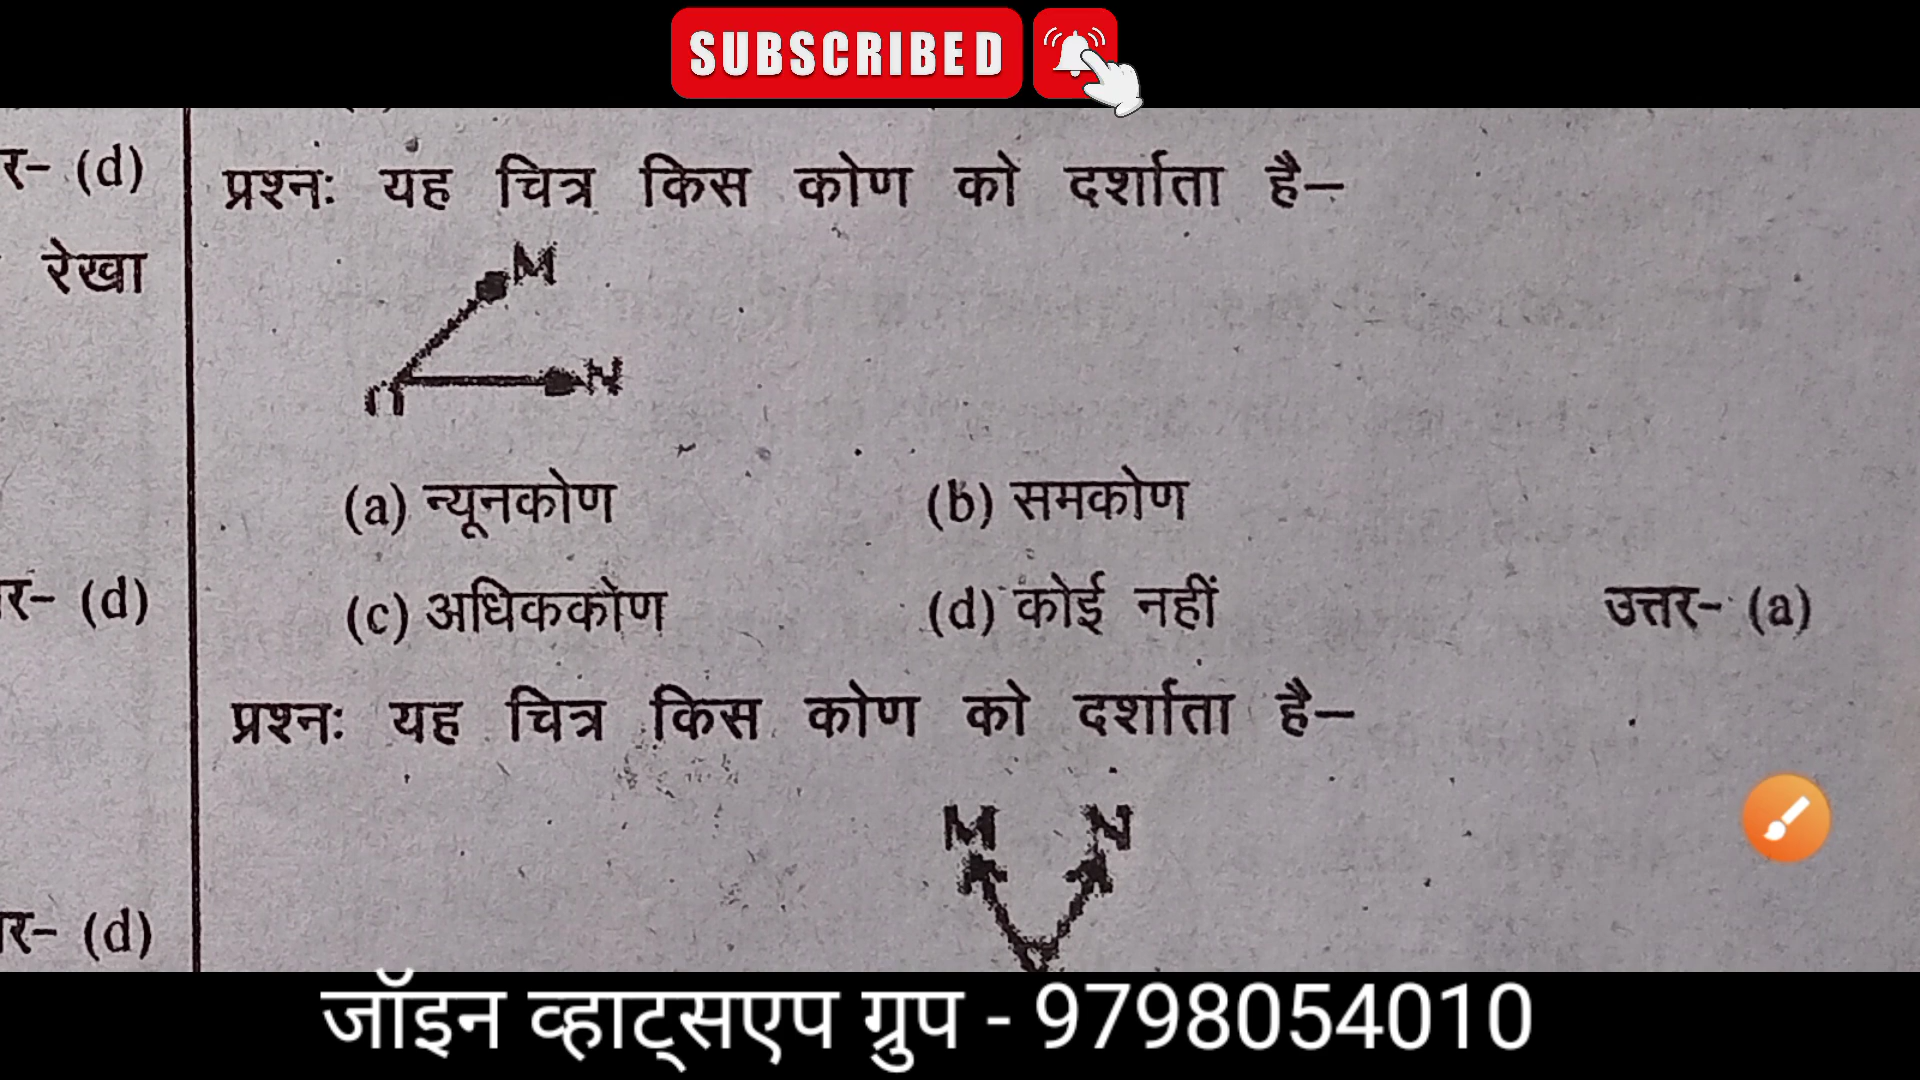 SUBSCRIBED
र- (d)
रेखा
र- (d)
र- (d)
प्रश्नः यह चित्र किस कोण को दर्शाता है–
M
N
(a) न्यूनकोण (b) समकोण
(c) अधिककोण (d) कोई नहीं उत्तर- (a)
प्रश्नः यह चित्र किस कोण को दर्शाता है–
M N
जॉइन व्हाट्सएप ग्रुप - 9798054010